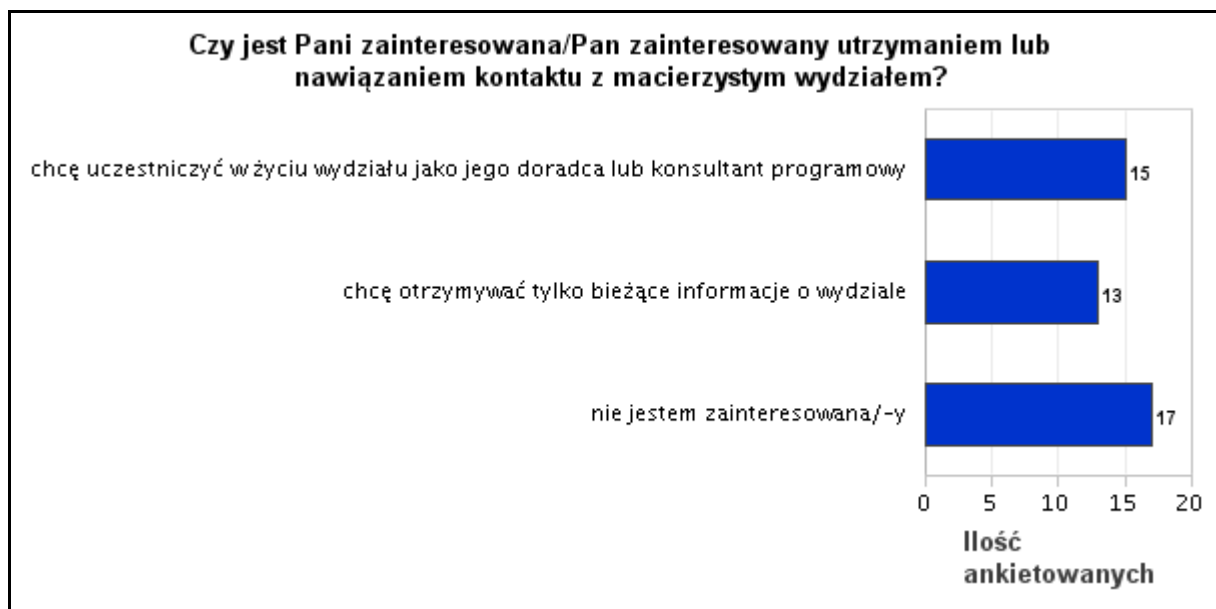 Czy jest Pani zainteresowana/Pan zainteresowany utrzymaniem lub
nawiązaniem kontaktu z macierzystym wydziałem?
chcę uczestniczyć w życiu wydziału jako jego doradca lub konsultant programowy
15
chcę otrzymywać tylko bieżące informacje o wydziale
13
nie jestem zainteresowana/-y
17
0 5 10 15 20
Ilość
ankietowanych